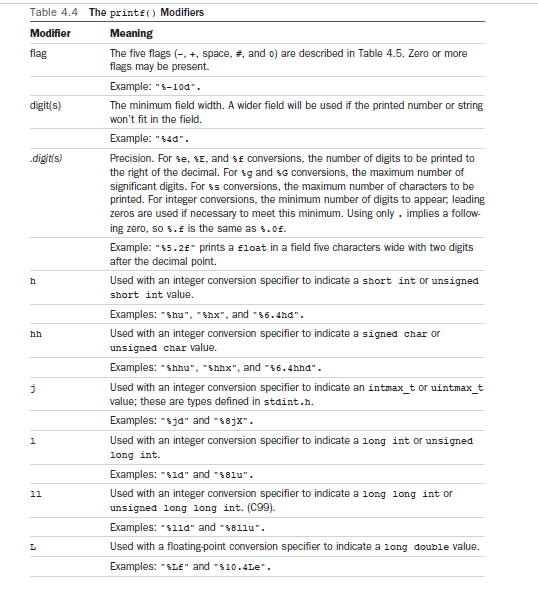 Table 4.4 The printf() Modifiers
Modifier Meaning
flag The five flags (-, +, space, #, and 0) are described in Table 4.5. Zero or more
flags may be present.
Example: "%-10d".
digit(s) The minimum field width. A wider field will be used if the printed number or string
won't fit in the field.
Example: "%4d".
.digit(s) Precision. For %e, %E, and %f conversions, the number of digits to be printed to
the right of the decimal. For %g and %G conversions, the maximum number of
significant digits. For %s conversions, the maximum number of characters to be
printed. For integer conversions, the minimum number of digits to appear; leading
zeros are used if necessary to meet this minimum. Using only . implies a follow-
ing zero, so %.f is the same as %.0f.
Example: "%5.2f" prints a float in a field five characters wide with two digits
after the decimal point.
h Used with an integer conversion specifier to indicate a short int or unsigned
short int value.
Examples: "%hu", "%hx", and "%6.4hd".
hh Used with an integer conversion specifier to indicate a signed char or
unsigned char value.
Examples: "%hhu", "%hhx", and "%6.4hhd".
j Used with an integer conversion specifier to indicate an intmax_t or uintmax_t
value; these are types defined in stdint.h.
Examples: "%jd" and "%8jX".
l Used with an integer conversion specifier to indicate a long int or unsigned
long int.
Examples: "%ld" and "%8lu".
ll Used with an integer conversion specifier to indicate a long long int or
unsigned long long int. (C99).
Examples: "%lld" and "%8llu".
L Used with a floating-point conversion specifier to indicate a long double value.
Examples: "%Lf" and "%10.4Le".